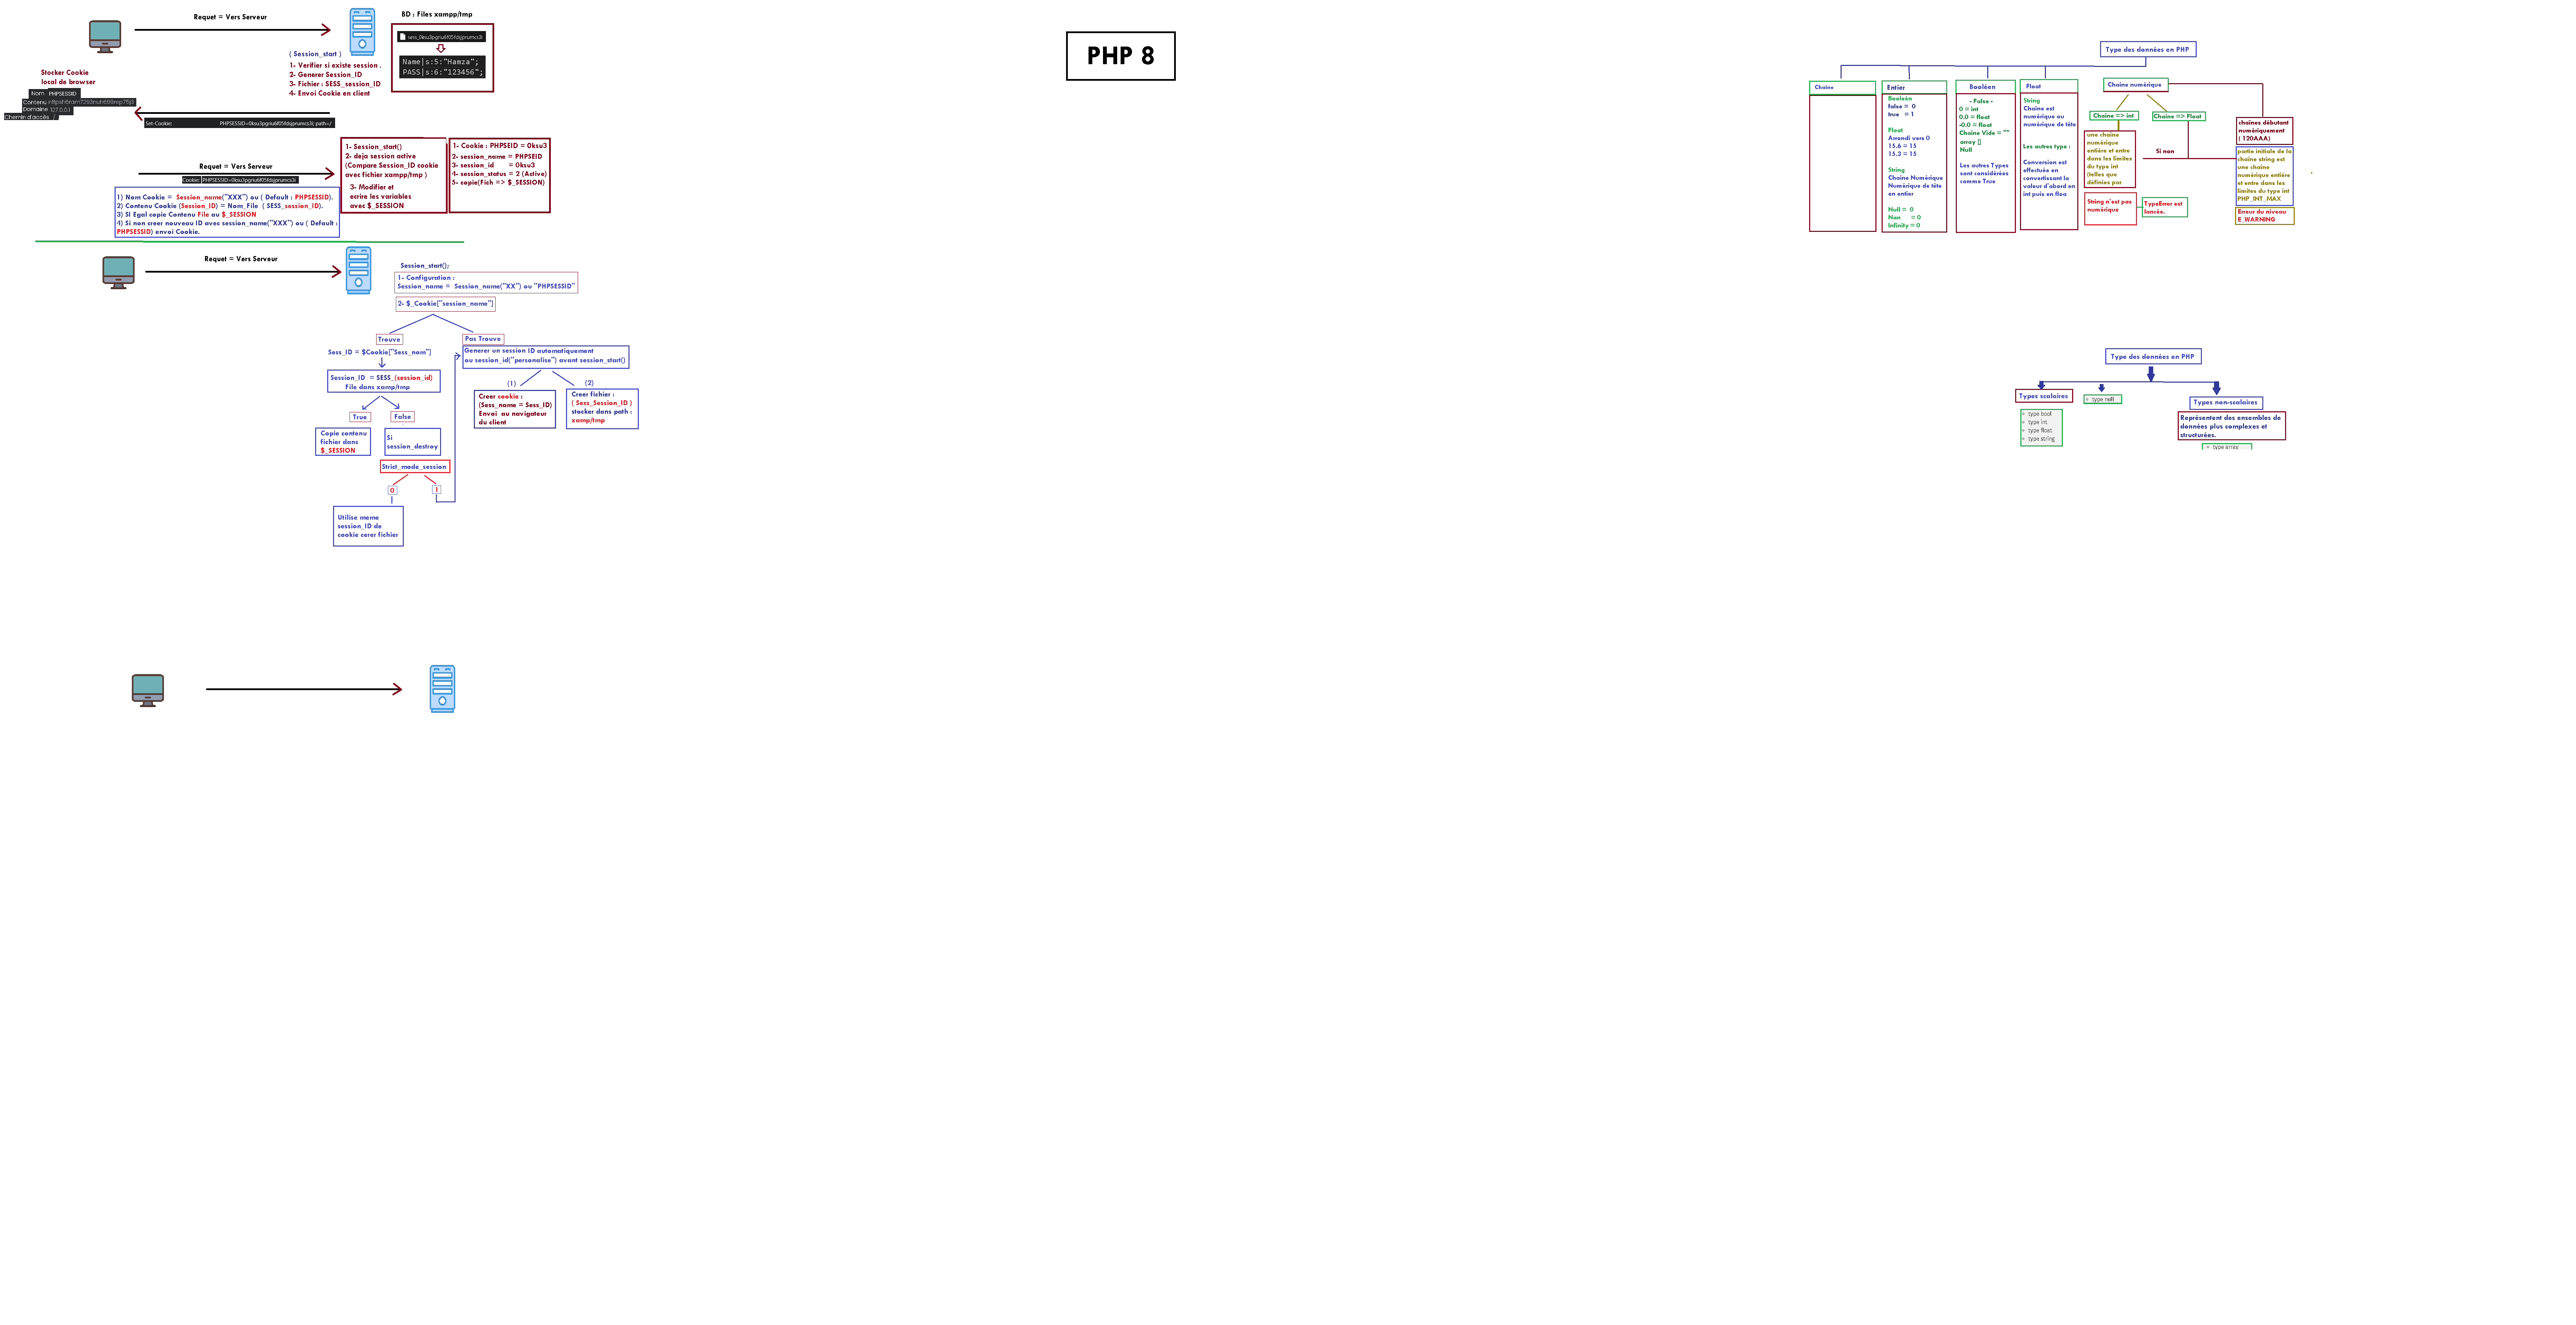 Requet = Vers Serveur
BD : Files xampp/tmp
sess_0ksu3pgriu6f05fdsjprumcs3i
Name|s:5:"Hamza";
PASS|s:6:"123456";
( Session_start )
1- Verifier si existe session .
2- Generer Session_ID
3- Fichier : SESS_session_ID
4- Envoi Cookie en client
Stocker Cookie
local de browser
Nom PHPSESSID
Contenu
Domaine 127.0.0.1
Chemin d'accès /
Set-Cookie: PHPSESSID=0ksu3pgriu6f05fdsjprumcs3i; path=/
Requet = Vers Serveur
Cookie: PHPSESSID=0ksu3pgriu6f05fdsjprumcs3i
1- Session_start()
2- deja session active
(Compare Session_ID cookie
avec fichier xampp/tmp )
3- Modifier et
ecrire les variables
avec $_SESSION
1- Cookie : PHPSEID = 0ksu3
2- session_name = PHPSEID
3- session_id = 0ksu3
4- session_status = 2 (Active)
5- copie(Fich => $_SESSION)
1) Nom Cookie = Session_name("XXX") ou ( Default : PHPSESSID).
2) Contenu Cookie (Session_ID) = Nom_File ( SESS_session_ID).
3) SI Egal copie Contenu File au $_SESSION
4) Si non creer nouveau ID avec session_name("XXX") ou ( Default :
PHPSESSID) envoi Cookie.
Requet = Vers Serveur
Session_start();
1- Configuration :
Session_name = Session_name("XX") ou "PHPSESSID"
2- $_Cookie["session_name"]
Trouve
Sess_ID = $Cookie["Sess_nom"]
Session_ID = SESS_(session_id)
File dans xamp/tmp
True
False
Copie contenu
fichier dans
$_SESSION
Si
session_destroy
Strict_mode_session
0
1
Utilise meme
session_ID de
cookie cerer fichier
Pas Trouve
Generer un session ID automatiquement
ou session_id("personalise") avant session_start()
(1)
(2)
Creer cookie :
(Sess_name = Sess_ID)
Envoi au navigateur
du client
Creer fichier :
( Sess_Session_ID )
stocker dans path :
xamp/tmp
PHP 8
Type des données en PHP
Chaine
Entier
Booleén
false = 0
true = 1
Float
Arrondi vers 0
15.6 = 15
15.3 = 15
String
Chaine Numérique
Numérique de tête
en entier
Null = 0
Nan = 0
Infinity = 0
Booléen
- False -
0 = int
0.0 = float
-0.0 = float
Chaine Vide = ""
array []
Null
Les autres Types
sont considérées
comme True
Float
String
Chaîne est
numérique ou
numérique de tête
Les autres type :
Conversion est
effectuée en
convertissant la
valeur d'abord en
int puis en floa
Chaine numérique
Chaine => int
Chaine => Float
une chaîne
numérique
entière et entre
dans les limites
du type int
(telles que
définies par
Si non
String n'est pas
numérique
TypeError est
lancée.
chaînes débutant
numériquement
( 120AAA)
partie initiale de la
chaîne string est
une chaîne
numérique entière
et entre dans les
limites du type int
PHP_INT_MAX
Erreur du niveau
E_WARNING
Type des données en PHP
Types scalaires
type bool
type int
type float
type string
type null
Types non-scalaires
Représentent des ensembles de
données plus complexes et
structurées.
type array